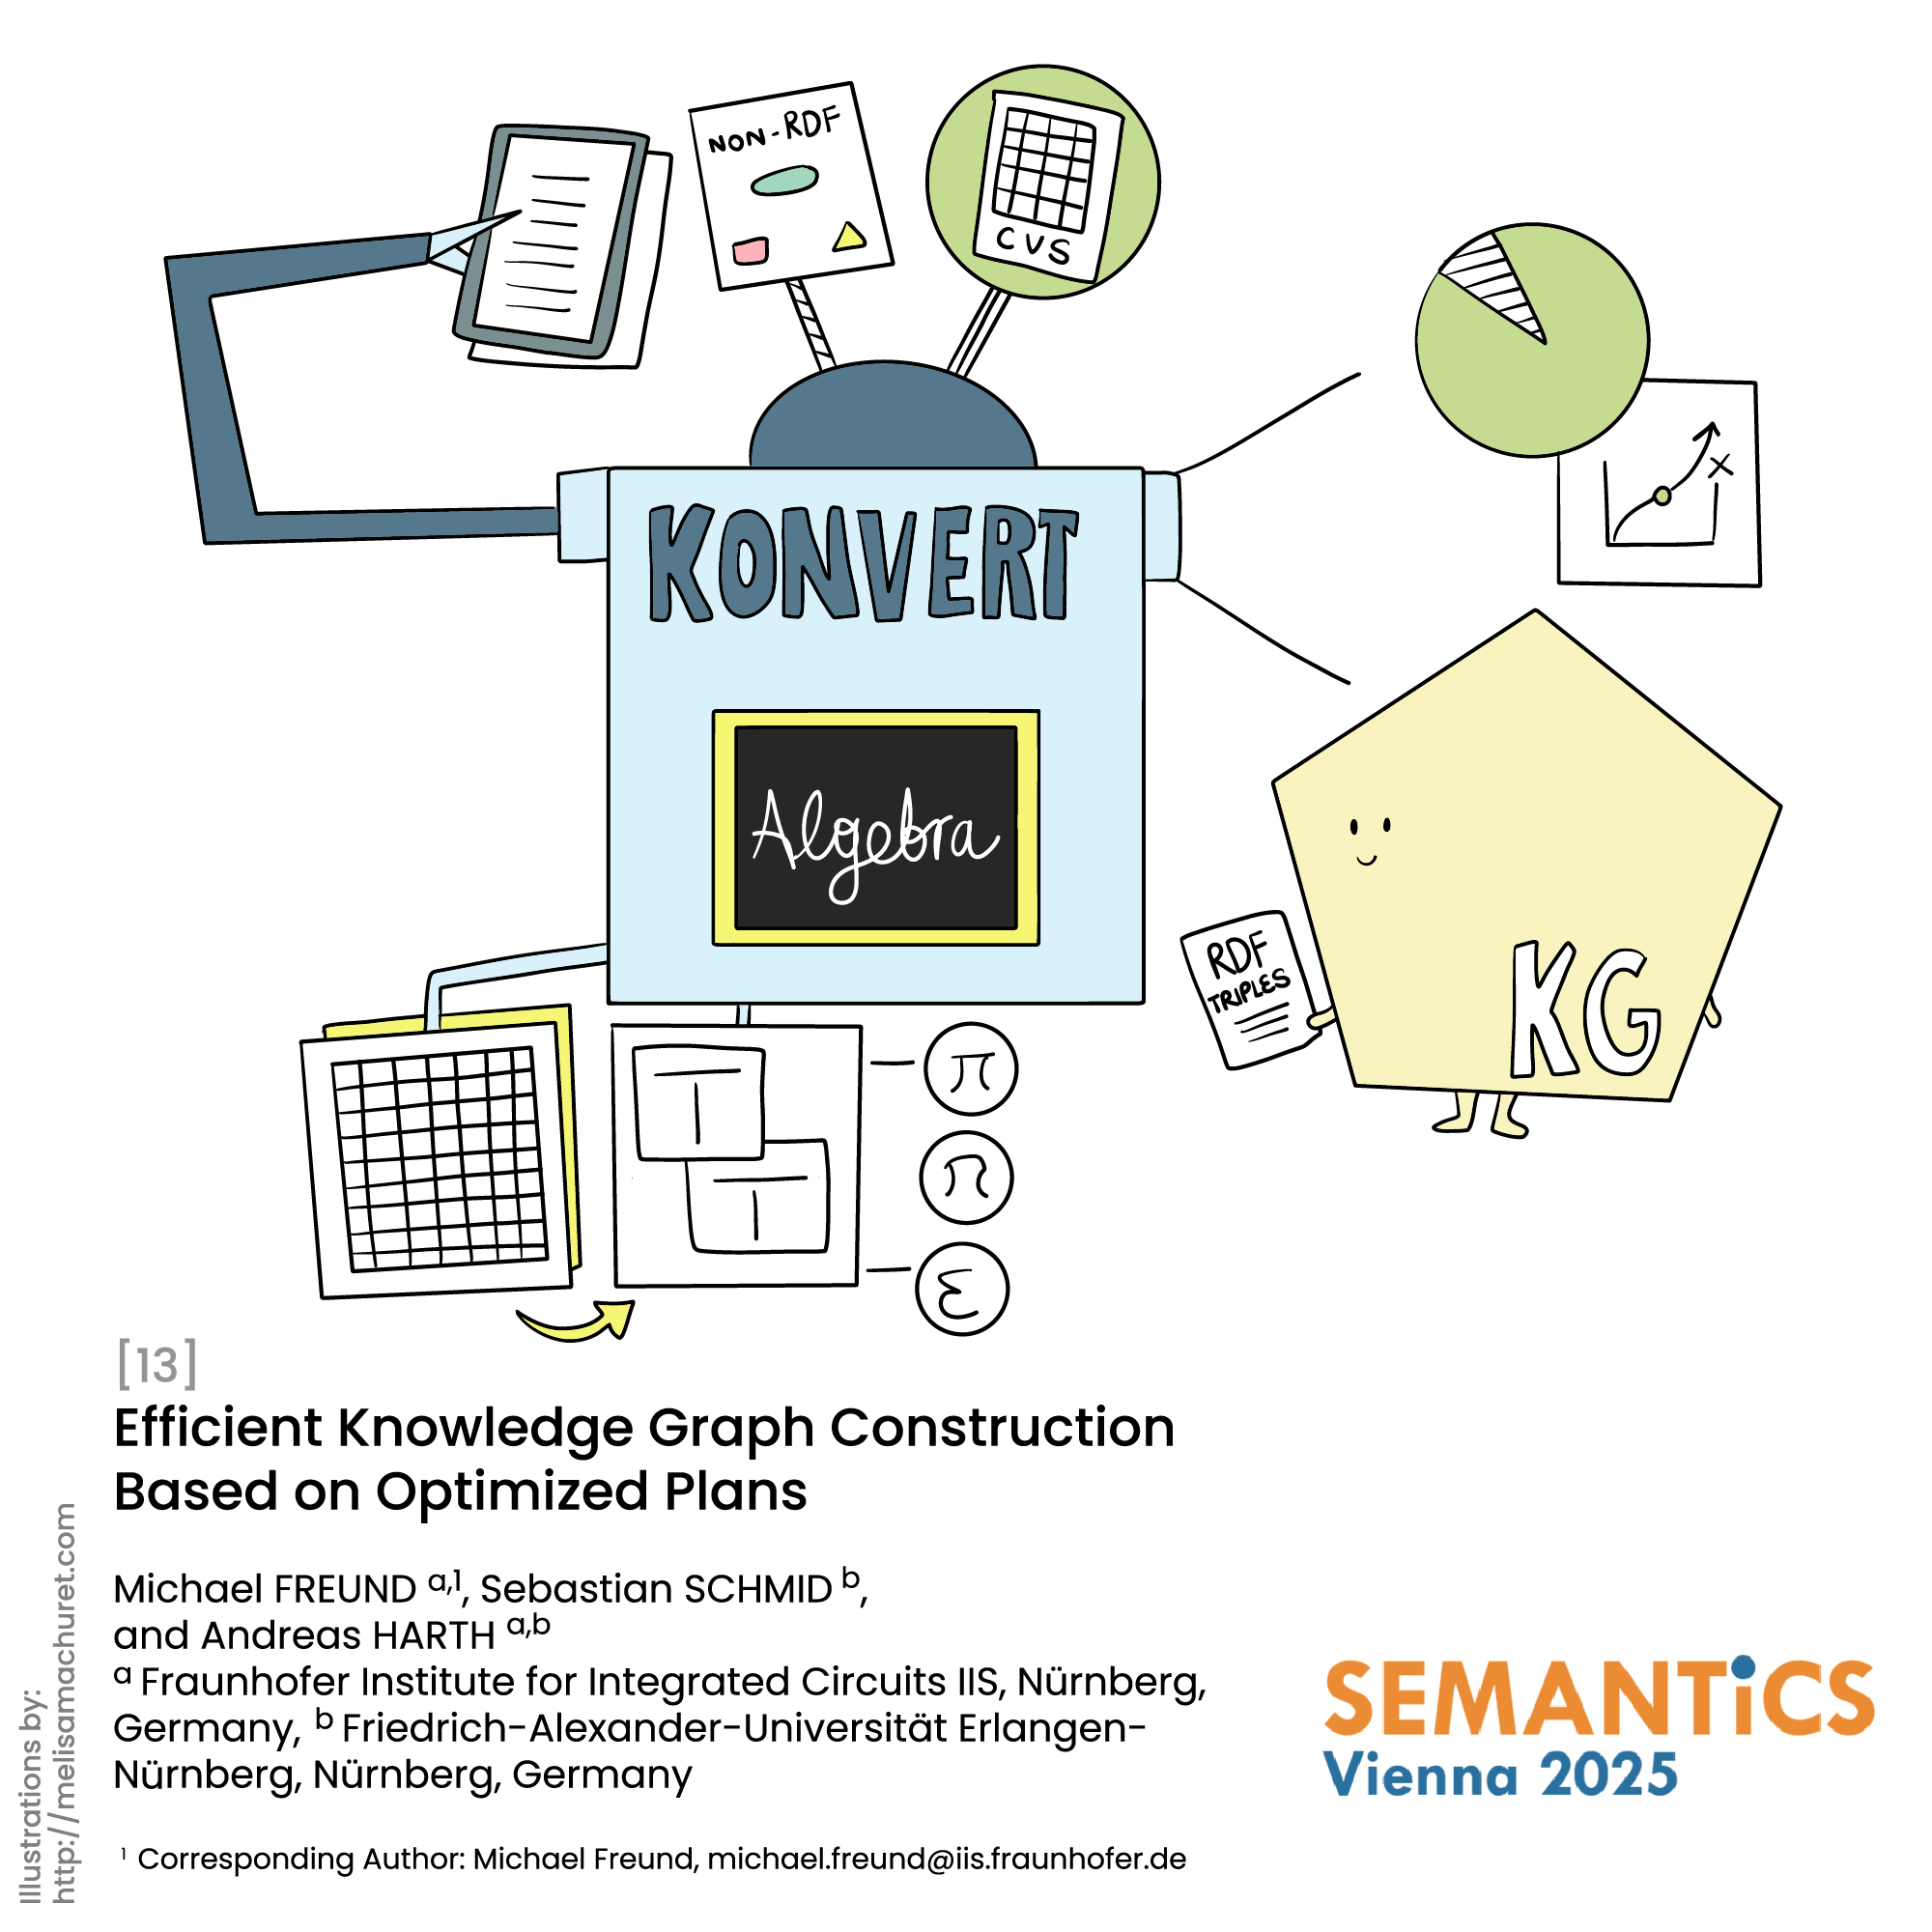 NON-RDF
CVS
KONVERT
Algebra
RDF
TRIPLES
KG
π
π
Σ
[13]
Efficient Knowledge Graph Construction
Based on Optimized Plans
Michael FREUND a,1, Sebastian SCHMID b,
and Andreas HARTH a,b
a Fraunhofer Institute for Integrated Circuits IIS, Nürnberg,
Germany, b Friedrich-Alexander-Universität Erlangen-
Nürnberg, Nürnberg, Germany
1 Corresponding Author: Michael Freund, michael.freund@iis.fraunhofer.de
SEMANTiCS
Vienna 2025
Illustrations by:
http://melisamachuret.com